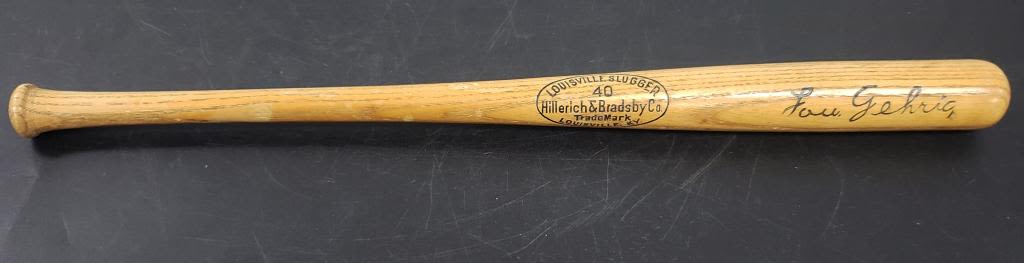 LOUISVILLE SLUGGER
40
Hillerich & Bradsby Co.
Trade Mark
LOUISVILLE. KY.
Lou Gehrig